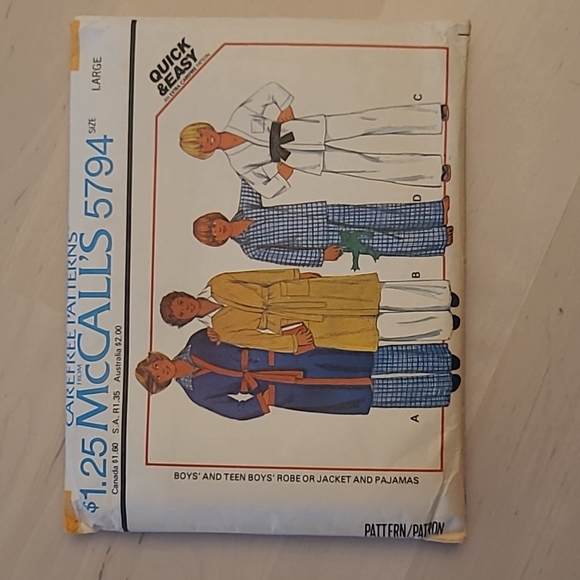 CAREFREE PATTERNS
FROM
$1.25 McCALL'S 5794 SIZE LARGE
Canada $1.60 S.A. R1.35 Australia $2.00
QUICK
& EASY
C
D
B
A
BOYS' AND TEEN BOYS' ROBE OR JACKET AND PAJAMAS
PATTERN/PATRON